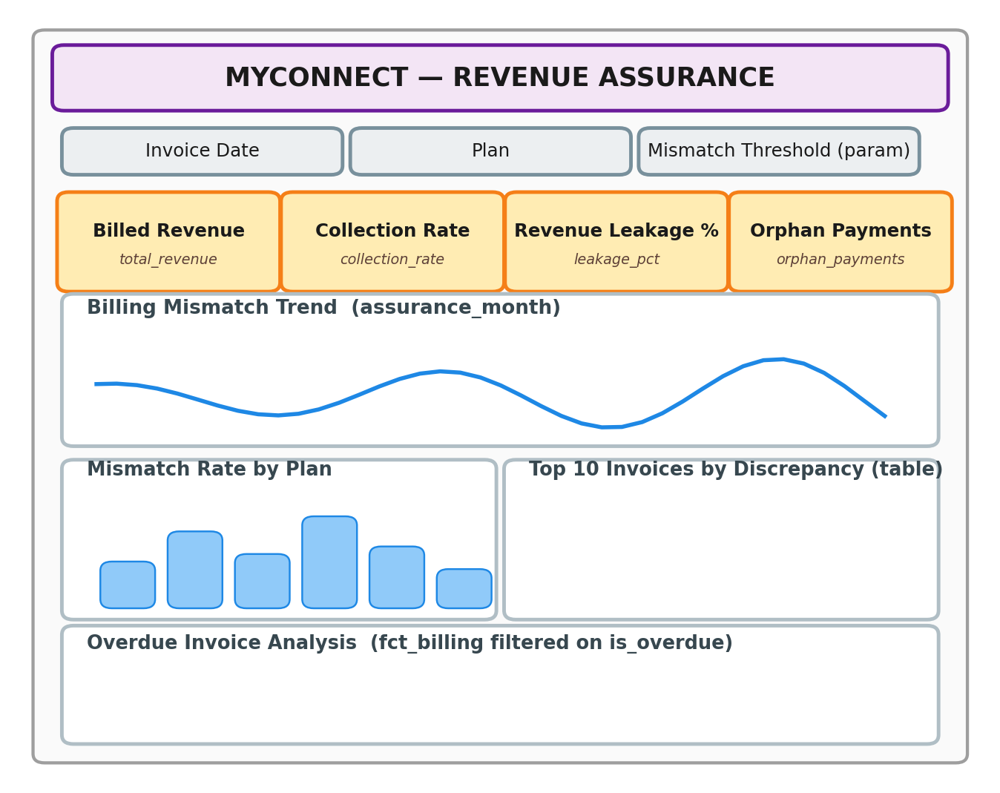 MYCONNECT — REVENUE ASSURANCE
Invoice Date
Plan
Mismatch Threshold (param)
Billed Revenue
total_revenue
Collection Rate
collection_rate
Revenue Leakage %
leakage_pct
Orphan Payments
orphan_payments
Billing Mismatch Trend  (assurance_month)
Mismatch Rate by Plan
Top 10 Invoices by Discrepancy (table)
Overdue Invoice Analysis  (fct_billing filtered on is_overdue)